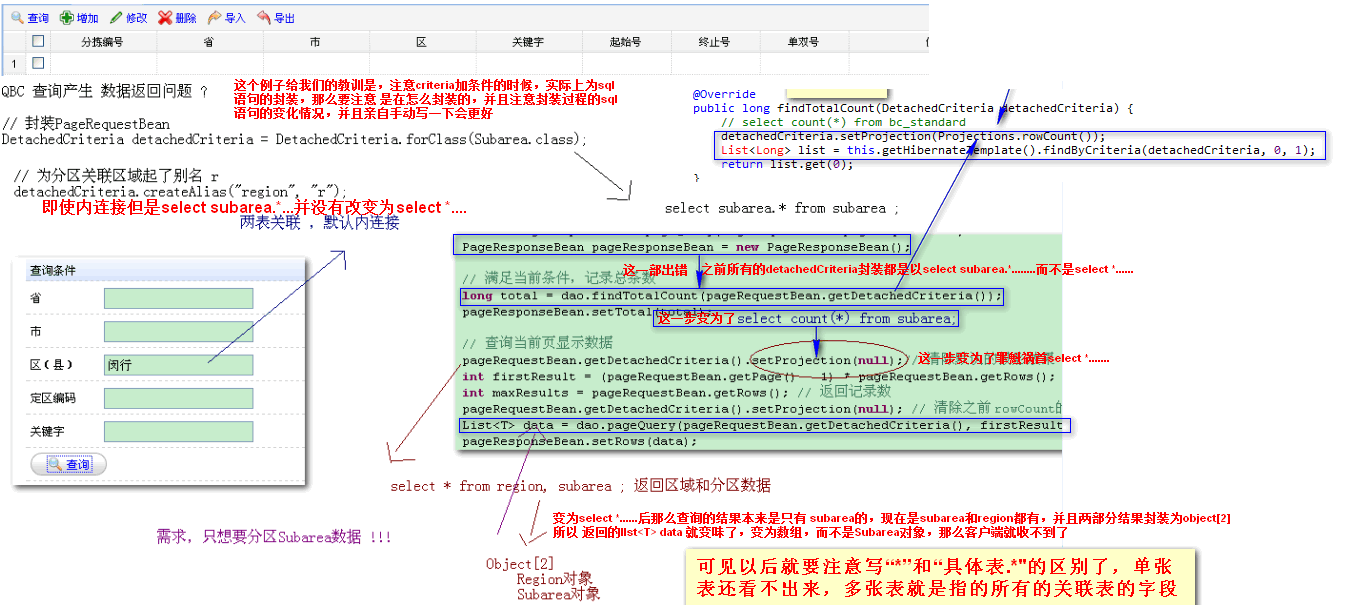 查询 增加 修改 删除 导入 导出
分拣编号 省 市 区 关键字 起始号 终止号 单双号
1
QBC 查询产生 数据返回问题 ?
这个例子给我们的教训是，注意criteria加条件的时候，实际上为sql
语句的封装，那么要注意 是在怎么封装的，并且注意封装过程的sql
语句的变化情况，并且亲自手动写一下会更好
// 封装PageRequestBean
DetachedCriteria detachedCriteria = DetachedCriteria.forClass(Subarea.class);
// 为分区关联区域起了别名 r
detachedCriteria.createAlias("region", "r");
即使内连接但是select subarea.*...并没有改变为select *....
两表关联 ，默认内连接
@Override
public long findTotalCount(DetachedCriteria detachedCriteria) {
// select count(*) from bc_standard
detachedCriteria.setProjection(Projections.rowCount());
List<Long> list = this.getHibernateTemplate().findByCriteria(detachedCriteria, 0, 1);
return list.get(0);
}
select subarea.* from subarea ;
查询条件
省
市
区（县） 闵行
定区编码
关键字
查询
PageResponseBean pageResponseBean = new PageResponseBean();
这一部出错 之前所有的detachedCriteria封装都是以select subarea.*........而不是select *......
// 满足当前条件，记录总条数
long total = dao.findTotalCount(pageRequestBean.getDetachedCriteria());
pageResponseBean.setTotal(total);
这一步变为了select count(*) from subarea;
// 查询当前页显示数据
pageRequestBean.getDetachedCriteria().setProjection(null); //
这一步变为了罪魁祸首select *.......
int firstResult = (pageRequestBean.getPage() - 1) * pageRequestBean.getRows();
int maxResults = pageRequestBean.getRows(); // 返回记录数
pageRequestBean.getDetachedCriteria().setProjection(null); // 清除之前 rowCount的
List<T> data = dao.pageQuery(pageRequestBean.getDetachedCriteria(), firstResult
pageResponseBean.setRows(data);
select * from region, subarea ; 返回区域和分区数据
变为select *......后那么查询的结果本来是只有 subarea的，现在是subarea和region都有，并且两部分结果封装为object[2]
所以 返回的list<T> data 就变味了，变为数组，而不是Subarea对象，那么客户端就收不到了
需求，只想要分区Subarea数据 !!!
Object[2]
Region对象
Subarea对象
可见以后就要注意写“*”和“具体表.*"的区别了，单张
表还看不出来，多张表就是指的所有的关联表的字段